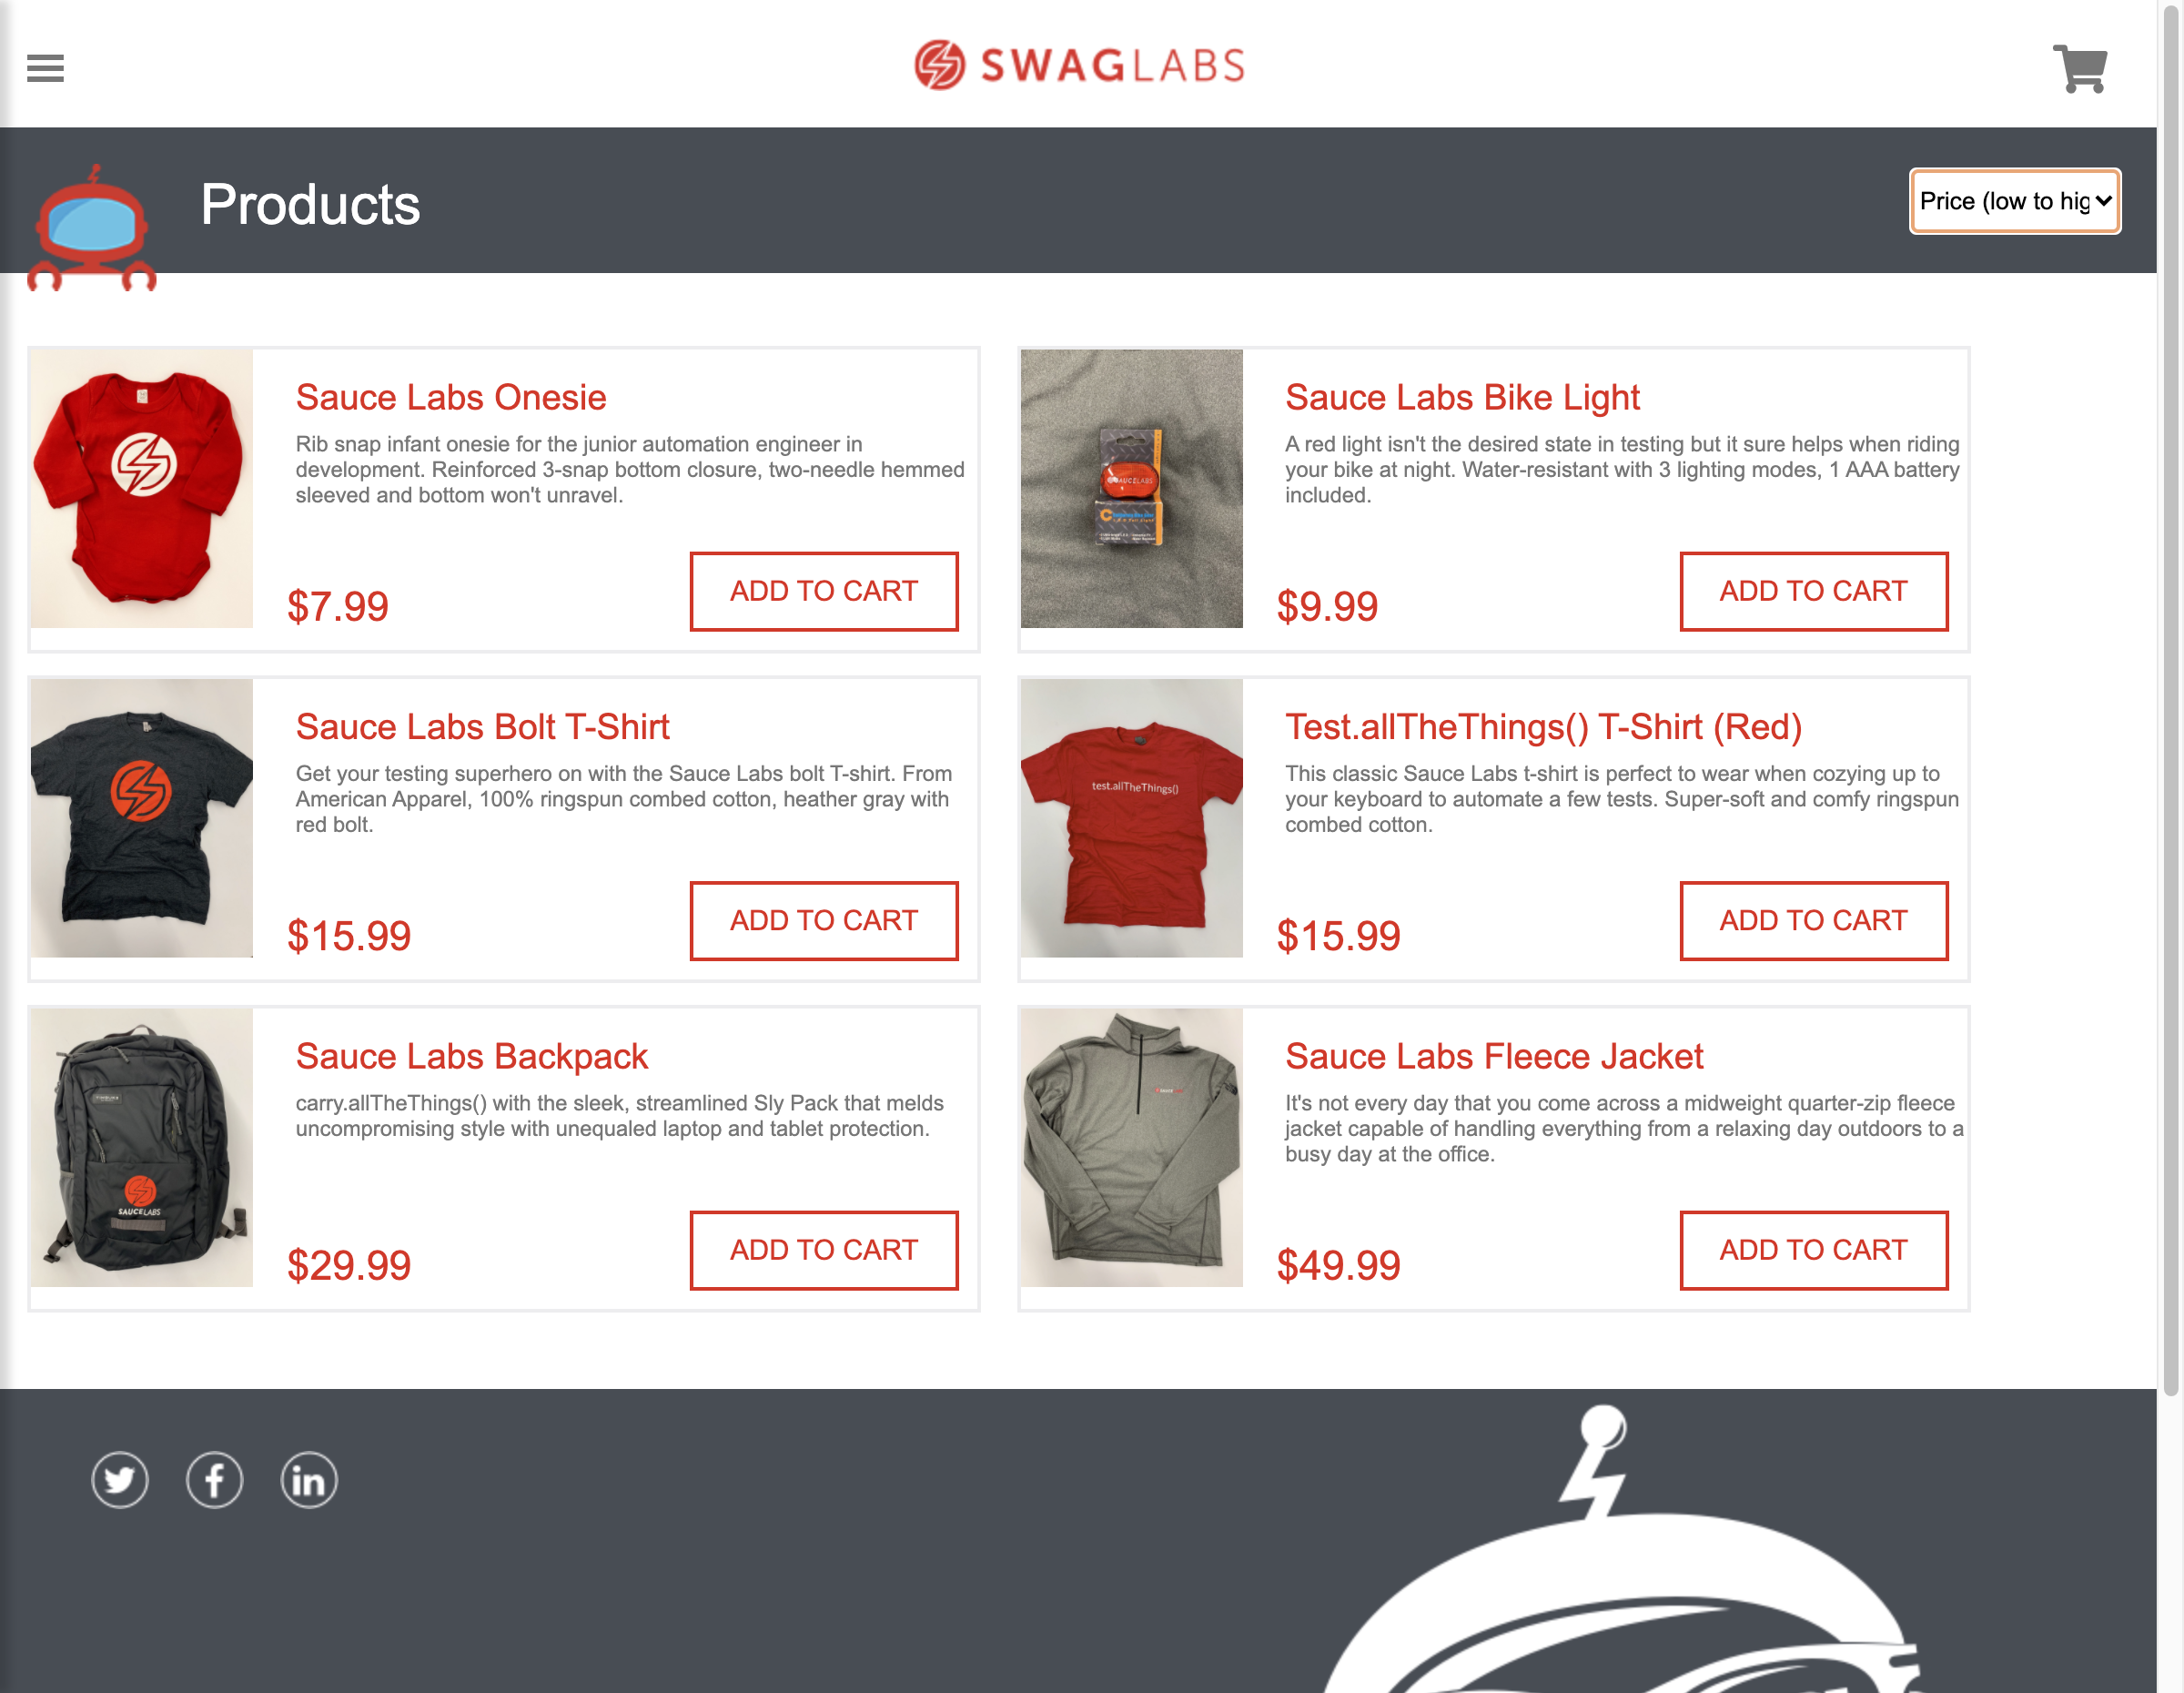 SWAGLABS
Products
Price (low to hig
Sauce Labs Onesie
Rib snap infant onesie for the junior automation engineer in
development. Reinforced 3-snap bottom closure, two-needle hemmed
sleeved and bottom won't unravel.
$7.99
ADD TO CART
Sauce Labs Bike Light
A red light isn't the desired state in testing but it sure helps when riding
your bike at night. Water-resistant with 3 lighting modes, 1 AAA battery
included.
SAUCELABS
$9.99
ADD TO CART
Sauce Labs Bolt T-Shirt
Get your testing superhero on with the Sauce Labs bolt T-shirt. From
American Apparel, 100% ringspun combed cotton, heather gray with
red bolt.
$15.99
ADD TO CART
Test.allTheThings() T-Shirt (Red)
This classic Sauce Labs t-shirt is perfect to wear when cozying up to
your keyboard to automate a few tests. Super-soft and comfy ringspun
combed cotton.
test.allTheThings()
$15.99
ADD TO CART
Sauce Labs Backpack
carry.allTheThings() with the sleek, streamlined Sly Pack that melds
uncompromising style with unequaled laptop and tablet protection.
SAUCELABS
$29.99
ADD TO CART
Sauce Labs Fleece Jacket
It's not every day that you come across a midweight quarter-zip fleece
jacket capable of handling everything from a relaxing day outdoors to a
busy day at the office.
$49.99
ADD TO CART